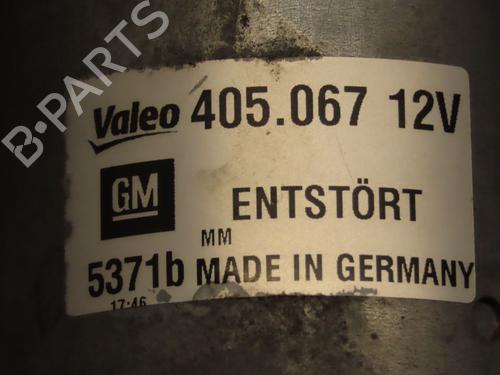 B-PARTS
Valeo 405.067 12V
GM ENTSTÖRT
MM
5371b MADE IN GERMANY
17:46